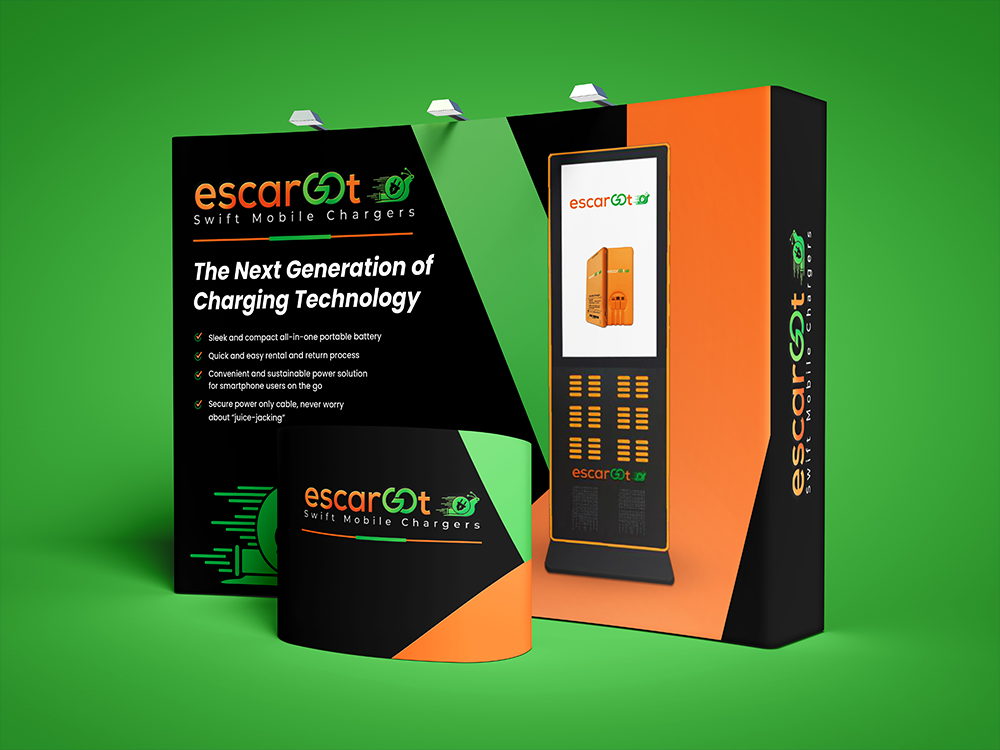 escarGOt
Swift Mobile Chargers
The Next Generation of
Charging Technology
Sleek and compact all-in-one portable battery
Quick and easy rental and return process
Convenient and sustainable power solution
for smartphone users on the go
Secure power only cable, never worry
about "juice-jacking"
escarGOt
Swift Mobile Chargers
escarGOt
escarGOt
escarGOt
Swift Mobile Chargers